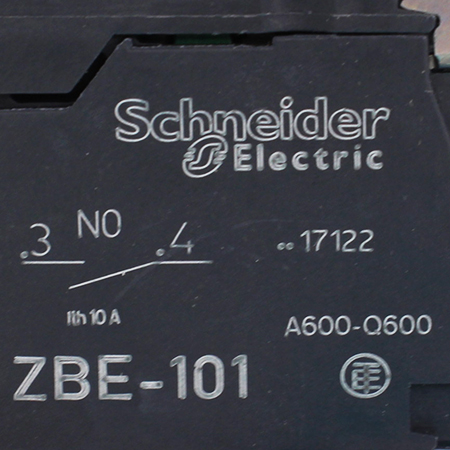 Schneider
Electric
.3 NO .4
..17122
Ith 10 A
A600-Q600
ZBE-101